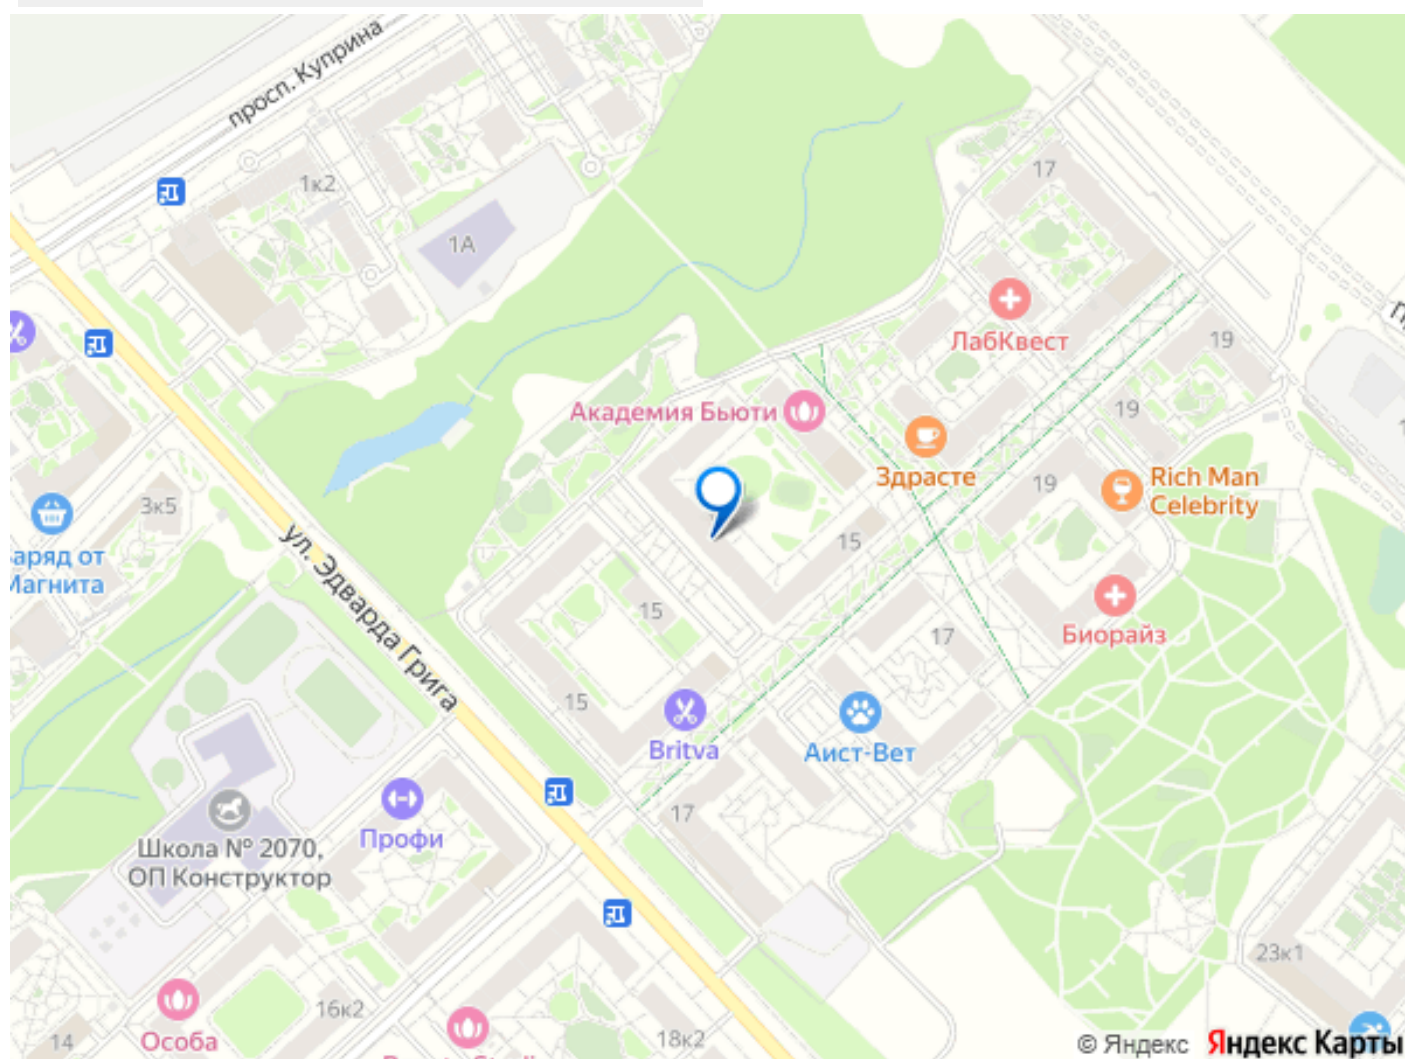 просп. Куприна
1к2
17
1А
ЛабКвест
19
19
Академия Бьюти
Здрасте
19
Rich Man
Celebrity
3к5
15
ул. Эдварда Грига
Магнита
15
17
Биорайз
15
Britva
Аист-Вет
17
Профи
Школа № 2070,
ОП Конструктор
23к1
16к2
14
Особа
18к2
© Яндекс Яндекс Карты